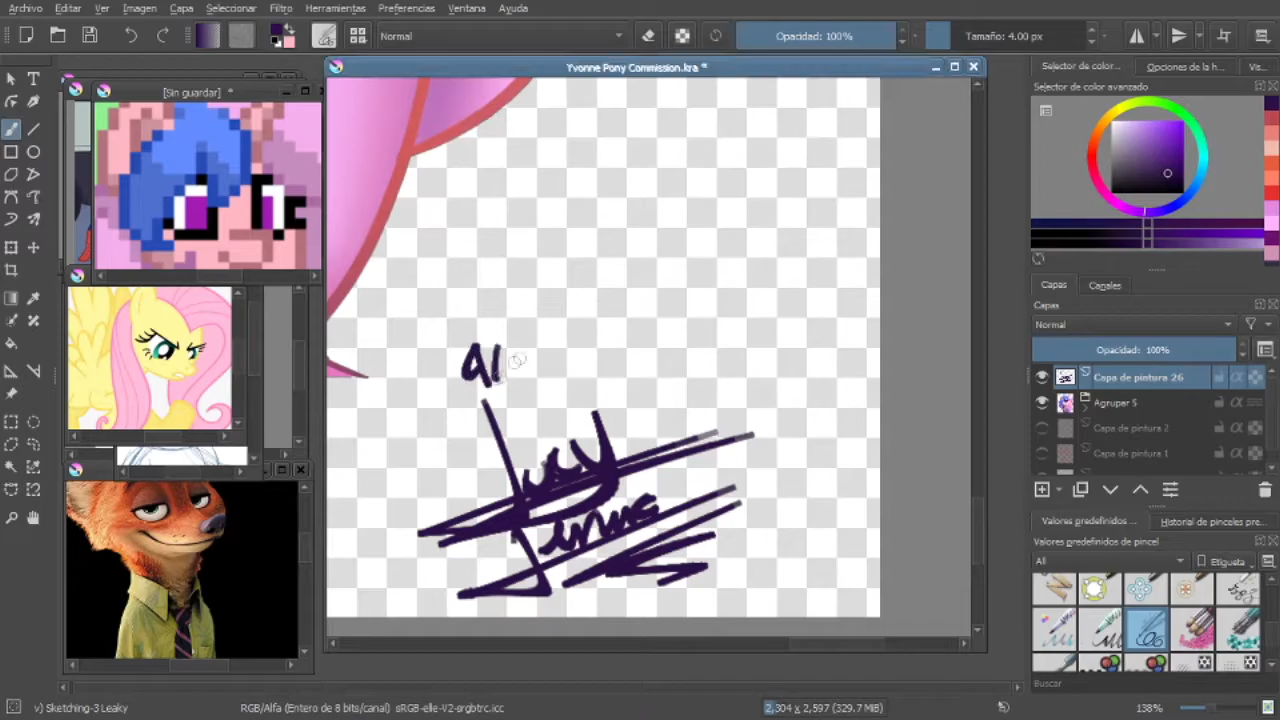 Archivo Editar Ver Imagen Capa Seleccionar Filtro Herramientas Preferencias Ventana Ayuda
Normal Opacidad: 100% Tamaño: 4.00 px
Yvonne Pony Commission.kra *
[Sin guardar] *
Selector de color... Opciones de la h... Vis...
Selector de color avanzado
Capas Canales
Capas
Normal
Opacidad: 100%
Capa de pintura 26
Agrupar 5
Capa de pintura 2
Capa de pintura 1
Valores predefinidos ... Historial de pinceles pre...
Valores predefinidos de pincel
All Etiqueta
Buscar
v) Sketching-3 Leaky RGB/Alfa (Entero de 8 bits/canal) sRGB-elle-V2-srgbtrc.icc 2,304 x 2,597 (329.7 MiB) 138%